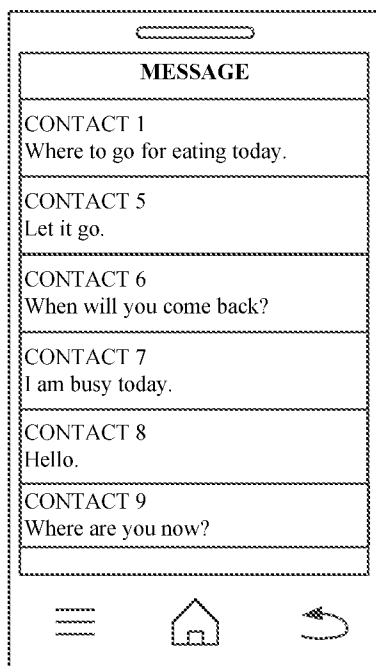 MESSAGE
CONTACT 1
Where to go for eating today.
CONTACT 5
Let it go.
CONTACT 6
When will you come back?
CONTACT 7
I am busy today.
CONTACT 8
Hello.
CONTACT 9
Where are you now?